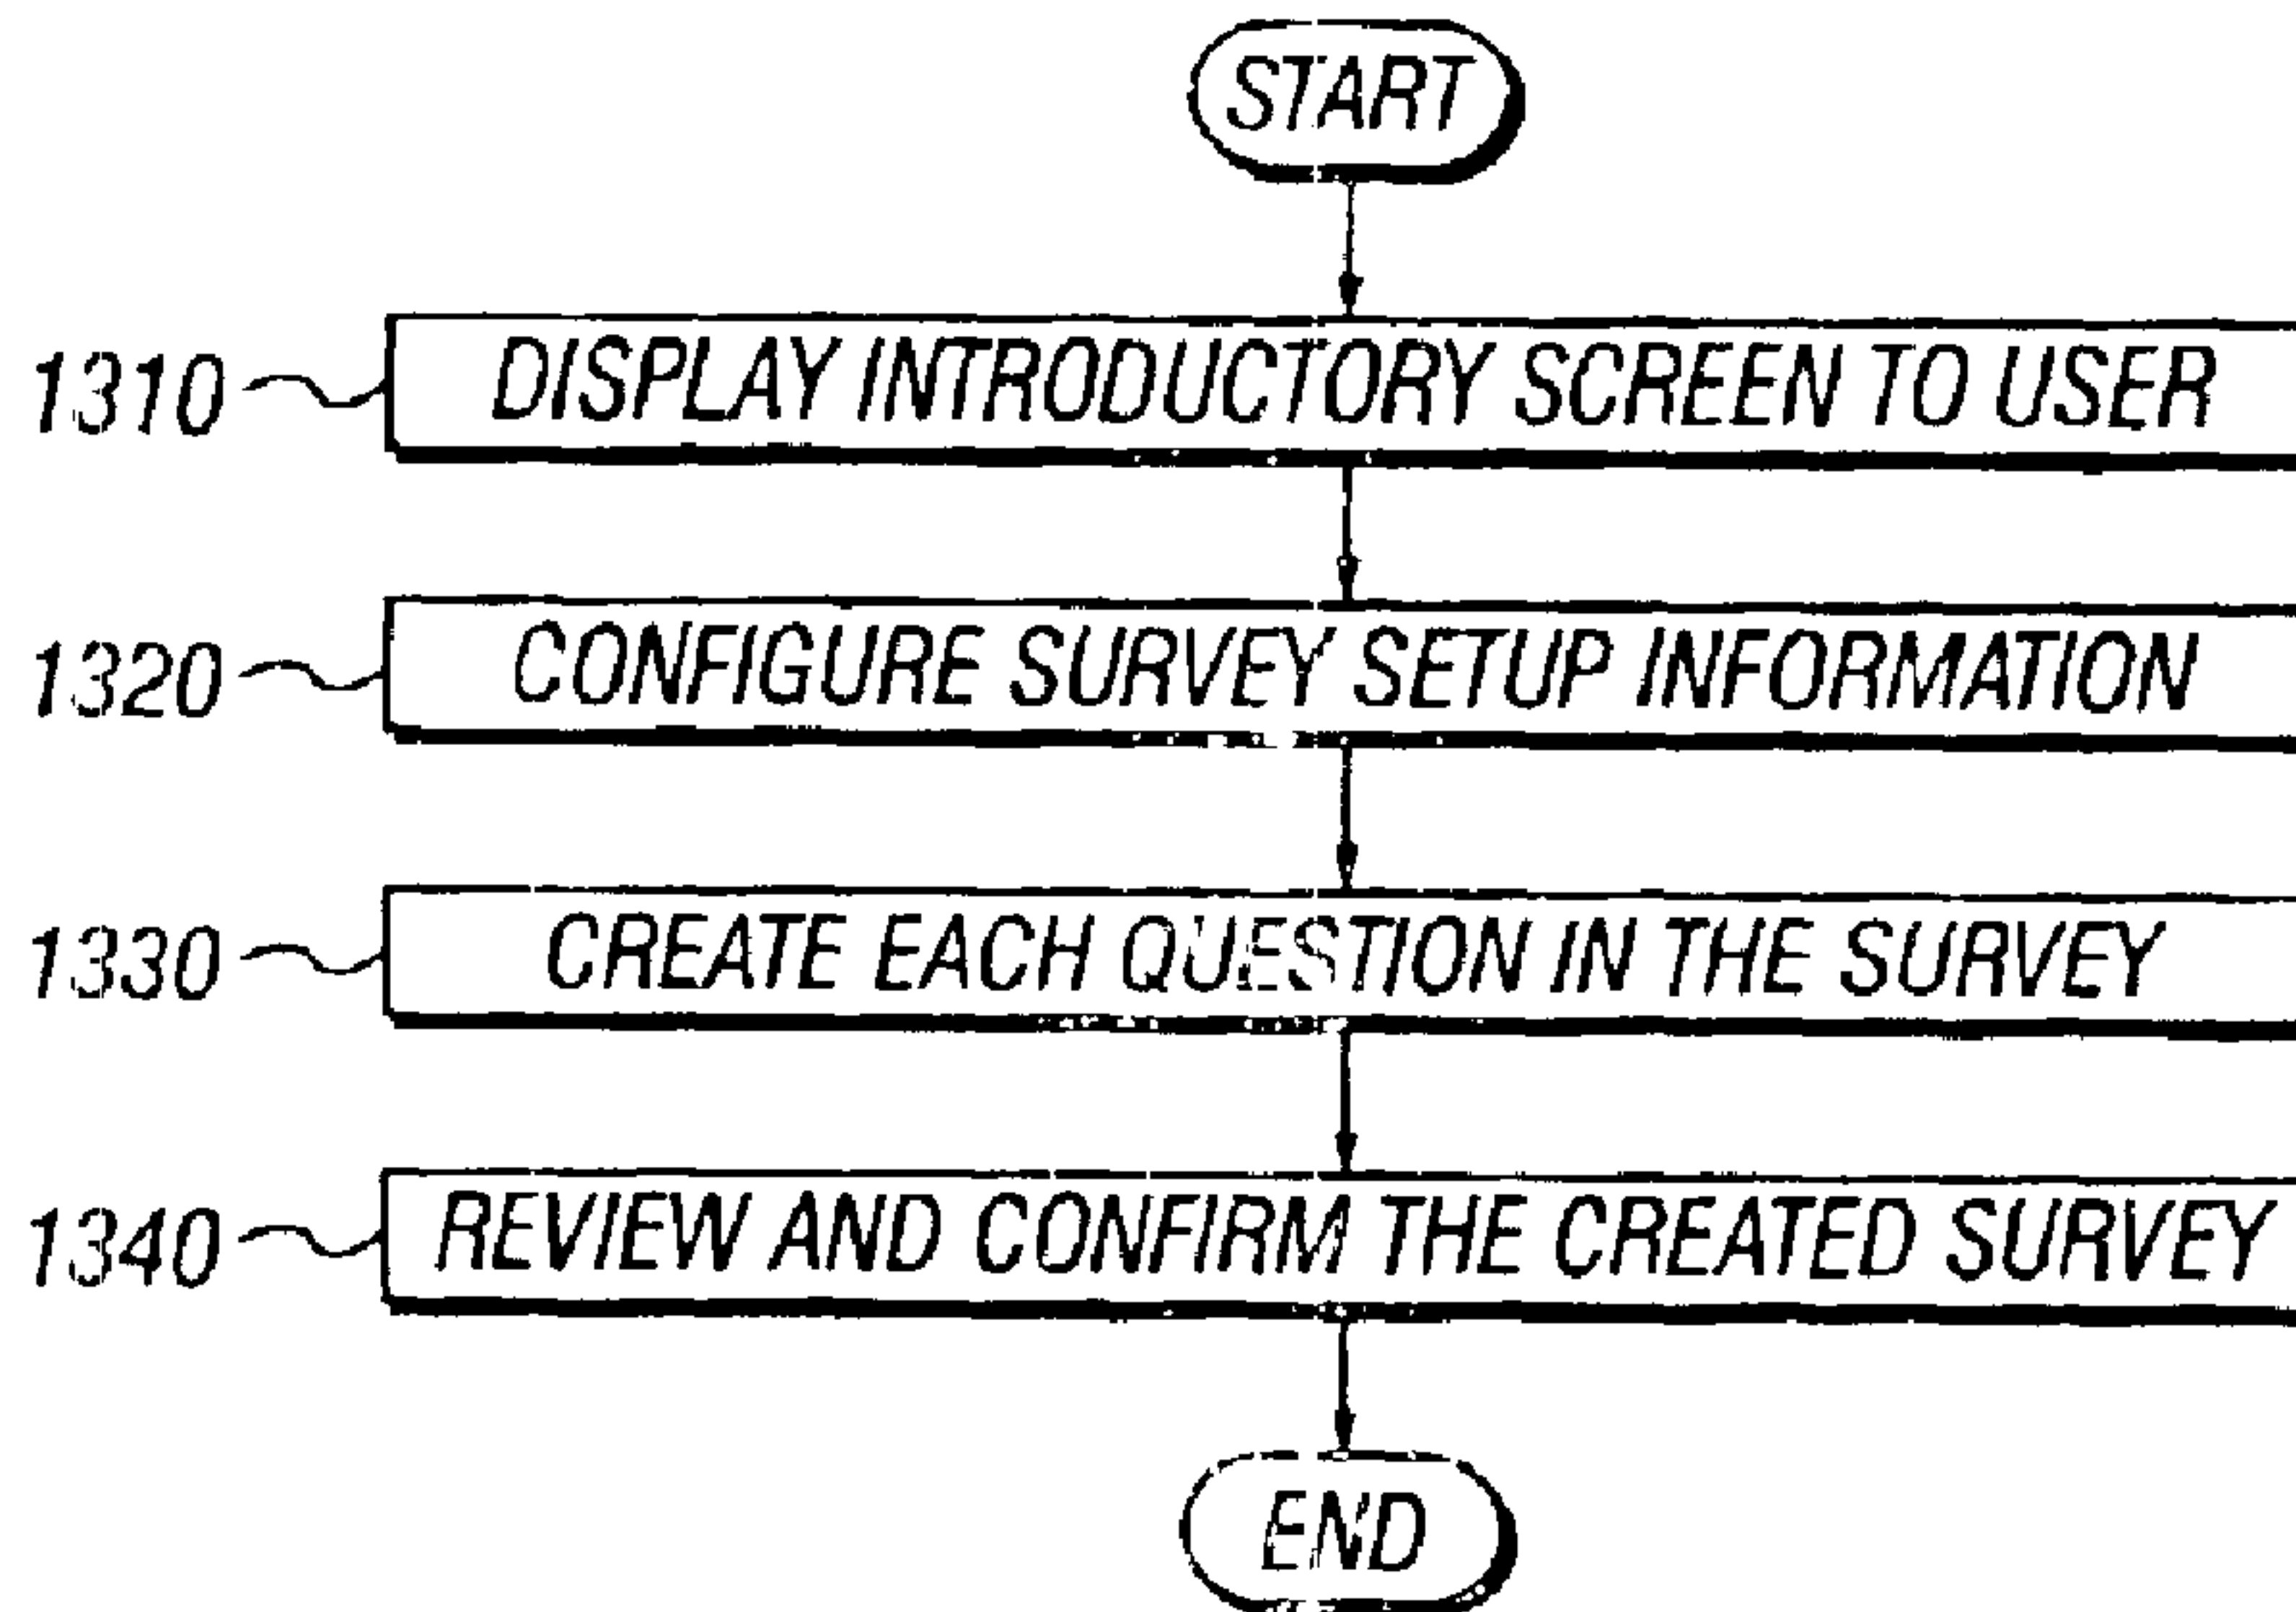 START
1310 DISPLAY INTRODUCTORY SCREEN TO USER
1320 CONFIGURE SURVEY SETUP INFORMATION
1330 CREATE EACH QUESTION IN THE SURVEY
1340 REVIEW AND CONFIRM THE CREATED SURVEY
END